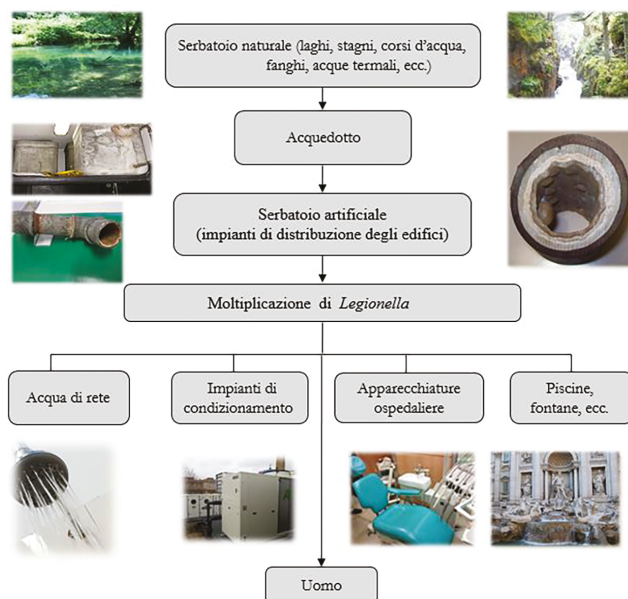 Serbatoio naturale (laghi, stagni, corsi d'acqua,
fanghi, acque termali, ecc.)
Acquedotto
Serbatoio artificiale
(impianti di distribuzione degli edifici)
Moltiplicazione di Legionella
Acqua di rete
Impianti di
condizionamento
Apparecchiature
ospedaliere
Piscine,
fontane, ecc.
Uomo